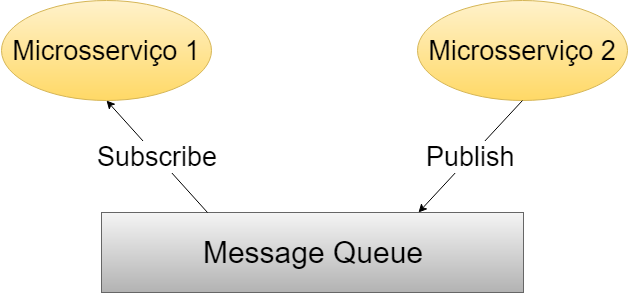 Microsserviço 1
Microsserviço 2
Subscribe
Publish
Message Queue